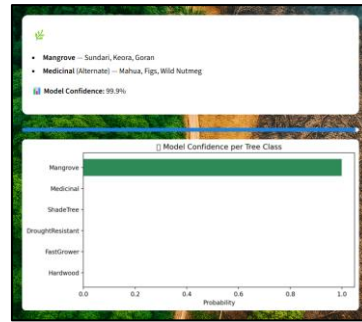 Mangrove -- Sundari, Keora, Goran
Medicinal (Alternate) -- Mahua, Figs, Wild Nutmeg
Model Confidence: 99.9%
Model Confidence per Tree Class
Mangrove
Medicinal
ShadeTree
DroughtResistant
FastGrower
Hardwood
0.0 0.2 0.4 0.6 0.8 1.0
Probability